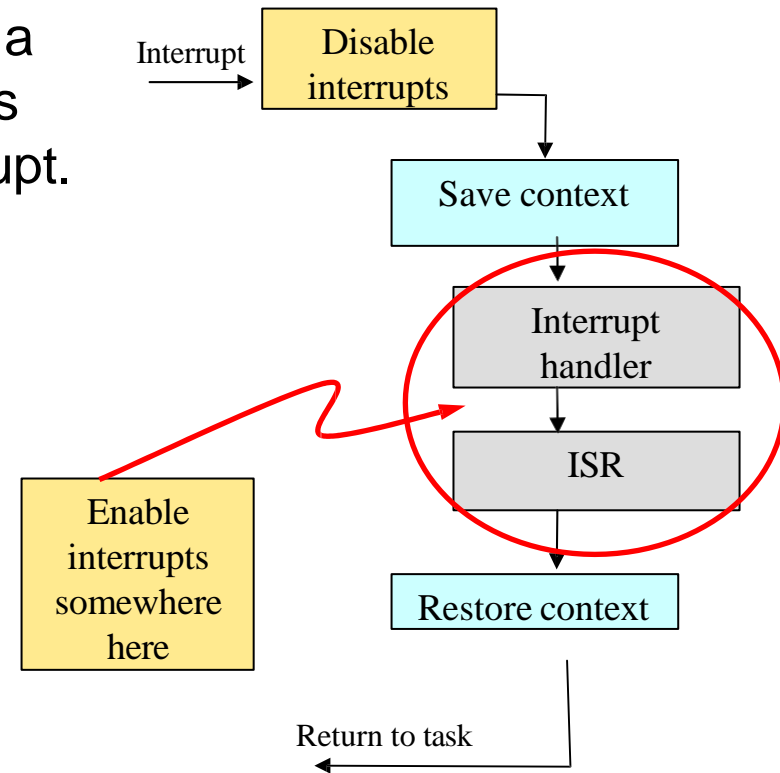 a
s
upt.
Interrupt
Disable
interrupts
Save context
Interrupt
handler
ISR
Enable
interrupts
somewhere
here
Restore context
Return to task